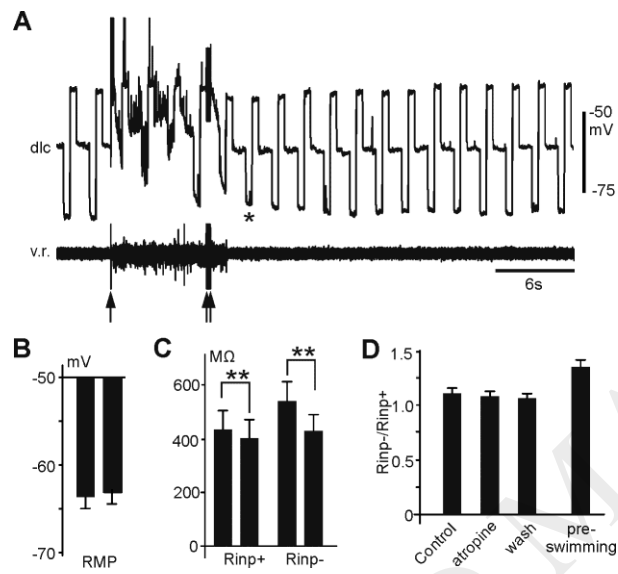 A
dlc
-50
mV
-75
*
v.r.
6s
B
mV
-50
-60
-70
RMP
C
MΩ
600
400
200
0
**
**
Rinp+
Rinp-
D
Rinp-/Rinp+
1.5
1.0
0.5
0
Control
atropine
wash
pre-
swimming